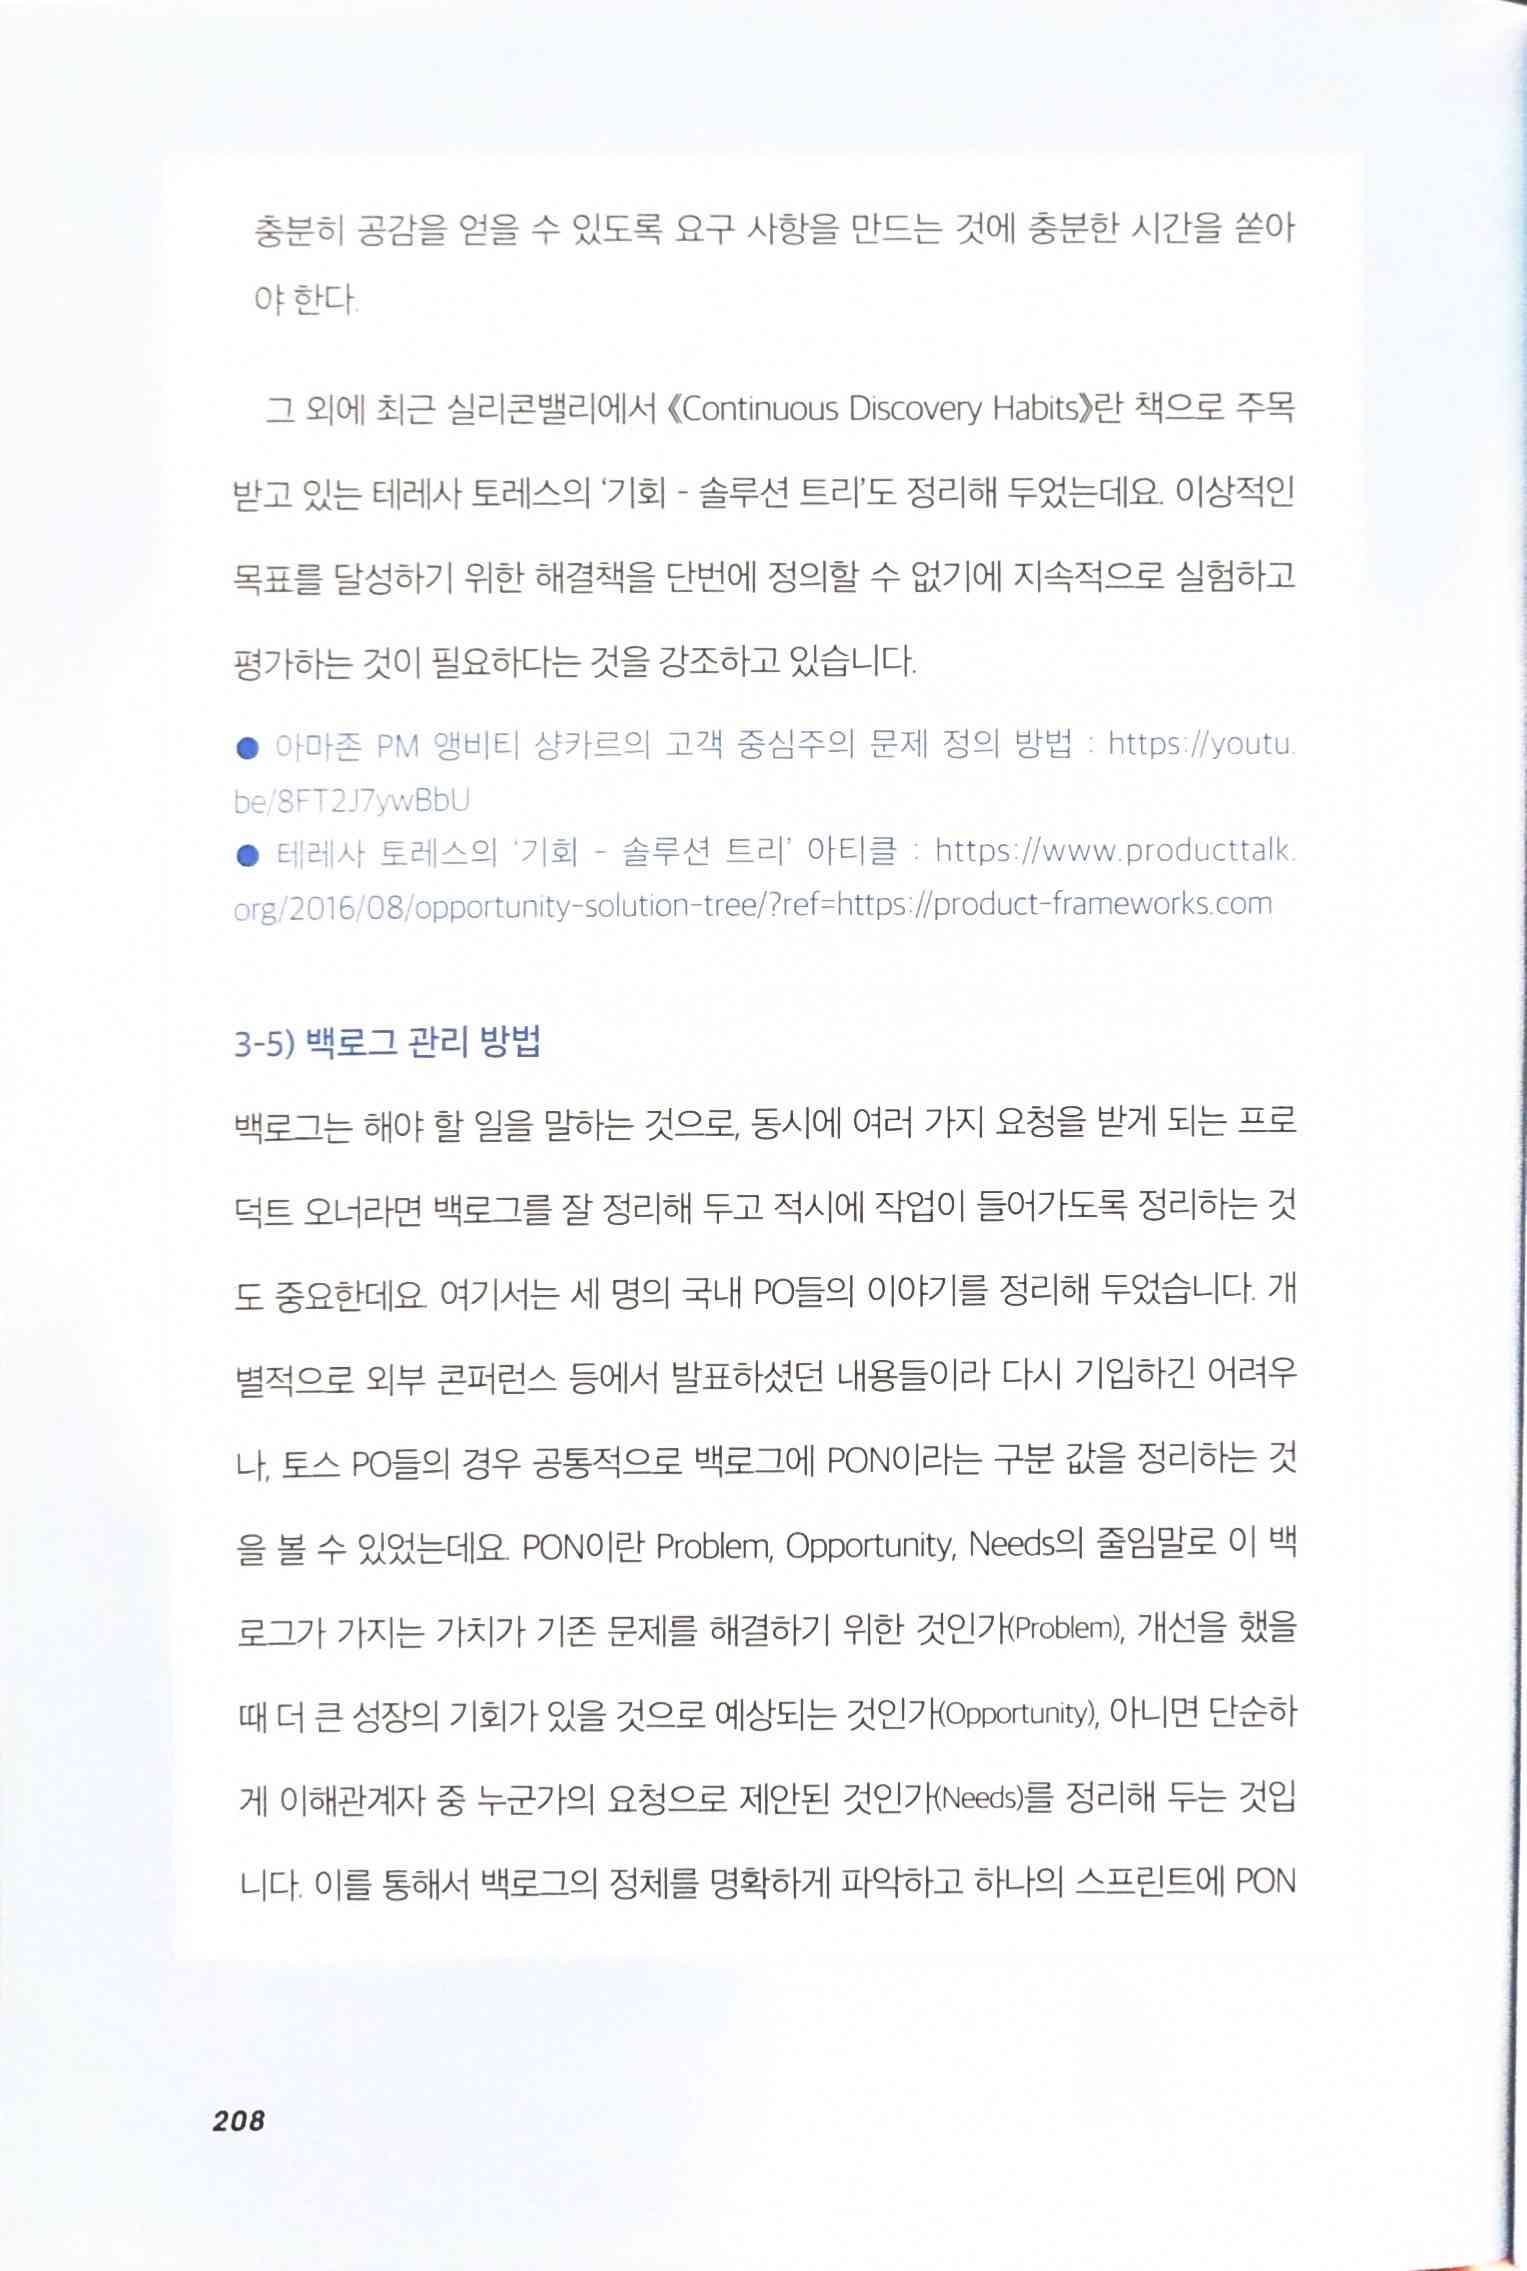 충분히 공감을 얻을 수 있도록 요구 사항을 만드는 것에 충분한 시간을 쏟아
야 한다.
그 외에 최근 실리콘밸리에서 《Continuous Discovery Habits》란 책으로 주목
받고 있는 테레사 토레스의 ‘기회 - 솔루션 트리’도 정리해 두었는데요. 이상적인
목표를 달성하기 위한 해결책을 단번에 정의할 수 없기에 지속적으로 실험하고
평가하는 것이 필요하다는 것을 강조하고 있습니다.
● 아마존 PM 앵비티 샹카르의 고객 중심주의 문제 정의 방법 : https://youtu.
be/8FT2J7ywBbU
● 테레사 토레스의 ‘기회 - 솔루션 트리’ 아티클 : https://www.producttalk.
org/2016/08/opportunity-solution-tree/?ref=https://product-frameworks.com
3-5) 백로그 관리 방법
백로그는 해야 할 일을 말하는 것으로, 동시에 여러 가지 요청을 받게 되는 프로
덕트 오너라면 백로그를 잘 정리해 두고 적시에 작업이 들어가도록 정리하는 것
도 중요한데요. 여기서는 세 명의 국내 PO들의 이야기를 정리해 두었습니다. 개
별적으로 외부 콘퍼런스 등에서 발표하셨던 내용들이라 다시 기입하긴 어려우
나, 토스 PO들의 경우 공통적으로 백로그에 PON이라는 구분 값을 정리하는 것
을 볼 수 있었는데요. PON이란 Problem, Opportunity, Needs의 줄임말로 이 백
로그가 가지는 가치가 기존 문제를 해결하기 위한 것인가(Problem), 개선을 했을
때 더 큰 성장의 기회가 있을 것으로 예상되는 것인가(Opportunity), 아니면 단순하
게 이해관계자 중 누군가의 요청으로 제안된 것인가(Needs)를 정리해 두는 것입
니다. 이를 통해서 백로그의 정체를 명확하게 파악하고 하나의 스프린트에 PON
208